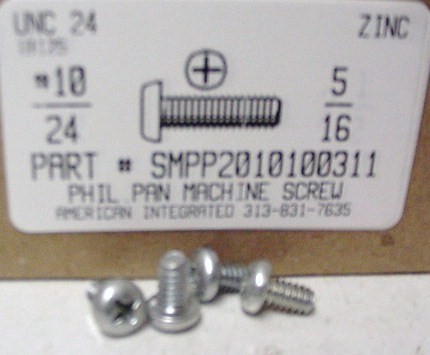 UNC 24 ZINC
#10 5
24 16
PART # SMPP2010100311
PHIL PAN MACHINE SCREW
AMERICAN INTEGRATED 313-831-7635